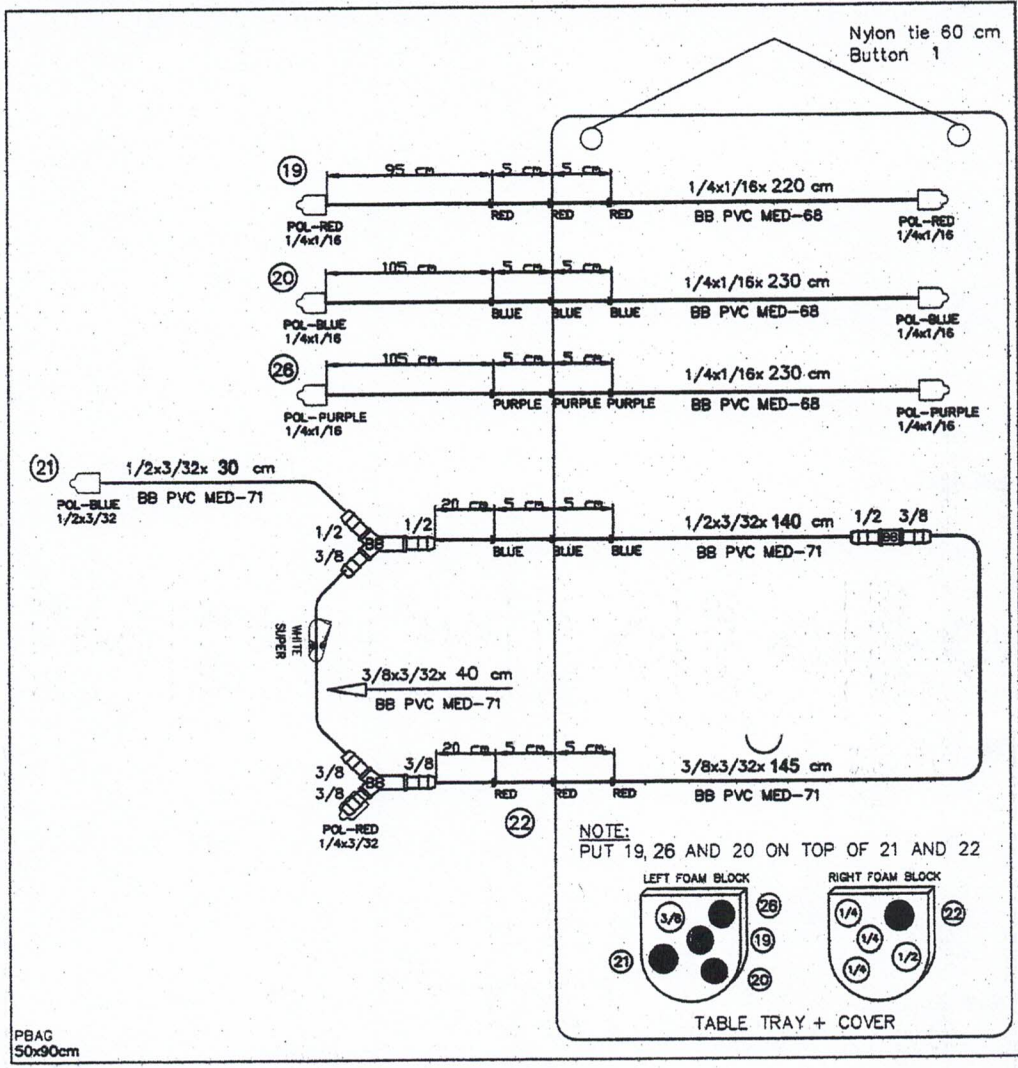 Nylon tie 60 cm
Button 1
19
95 cm
5 cm
5 cm
1/4x1/16x 220 cm
POL-RED
1/4x1/16
RED
RED
RED
BB PVC MED-68
POL-RED
1/4x1/16
20
105 cm
5 cm
5 cm
1/4x1/16x 230 cm
POL-BLUE
1/4x1/16
BLUE
BLUE
BLUE
BB PVC MED-68
POL-BLUE
1/4x1/16
26
105 cm
5 cm
5 cm
1/4x1/16x 230 cm
POL-PURPLE
1/4x1/16
PURPLE
PURPLE
PURPLE
BB PVC MED-68
POL-PURPLE
1/4x1/16
21
1/2x3/32x 30 cm
BB PVC MED-71
POL-BLUE
1/2x3/32
1/2
3/8
BB
1/2
20 cm
5 cm
5 cm
BLUE
BLUE
BLUE
1/2x3/32x 140 cm
BB PVC MED-71
1/2
3/8
BB
WHITE
SUPER
3/8x3/32x 40 cm
BB PVC MED-71
3/8
3/8
BB
3/8
POL-RED
1/4x3/32
20 cm
5 cm
5 cm
RED
RED
RED
22
3/8x3/32x 145 cm
BB PVC MED-71
NOTE:
PUT 19, 26 AND 20 ON TOP OF 21 AND 22
LEFT FOAM BLOCK
3/8
26
19
21
20
RIGHT FOAM BLOCK
1/4
22
1/4
1/2
1/4
TABLE TRAY + COVER
PBAG
50x90cm